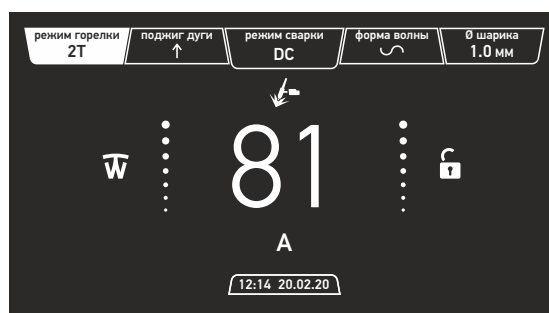 режим горелки
2Т
поджиг дуги
режим сварки
DC
форма волны
Ø шарика
1.0 мм
81
A
12:14 20.02.20